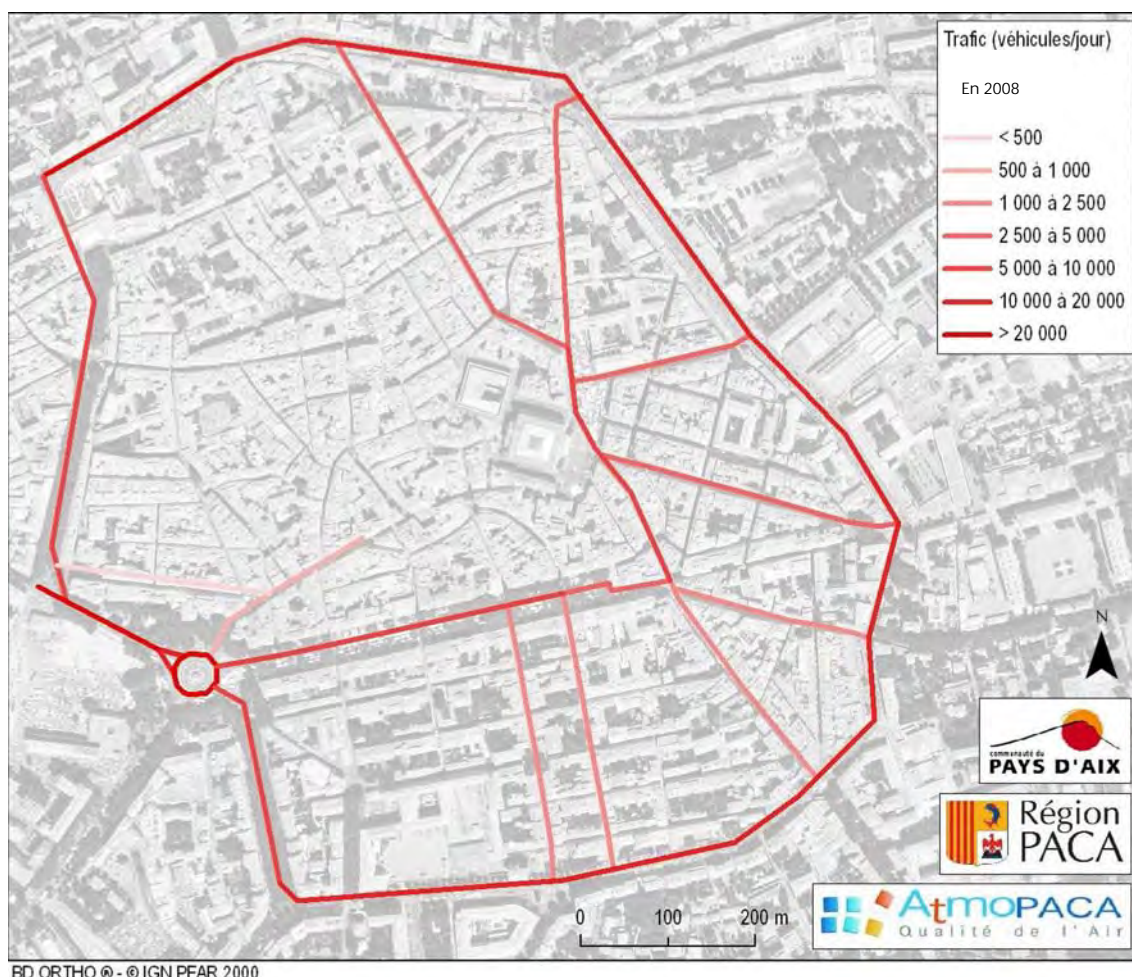 Trafic (véhicules/jour)
En 2008
< 500
500 à 1 000
1 000 à 2 500
2 500 à 5 000
5 000 à 10 000
10 000 à 20 000
> 20 000
N
communauté du
PAYS D'AIX
Région
PACA
AtmoPACA
Qualité de l'Air
0 100 200 m
BD ORTHO ® - © IGN PFAR 2000